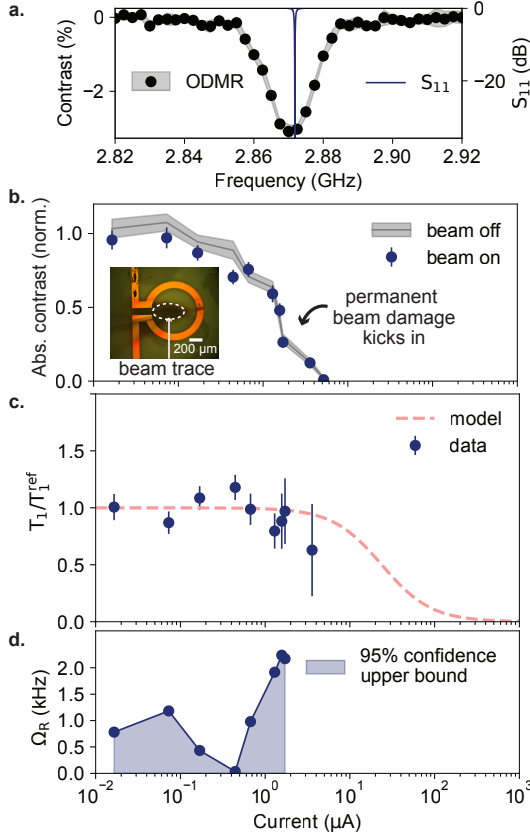 a.
Contrast (%)
0
−2
ODMR
S₁₁
0
−20
S₁₁ (dB)
2.82 2.84 2.86 2.88 2.90 2.92
Frequency (GHz)
b.
Abs. contrast (norm.)
1.0
0.5
0.0
beam off
beam on
permanent
beam damage
kicks in
200 µm
beam trace
c.
T₁/T₁ʳᵉᶠ
1.5
1.0
0.5
0.0
model
data
d.
Ω_R (kHz)
2.0
1.5
1.0
0.5
0.0
95% confidence
upper bound
10⁻² 10⁻¹ 10⁰ 10¹ 10² 10³
Current (µA)